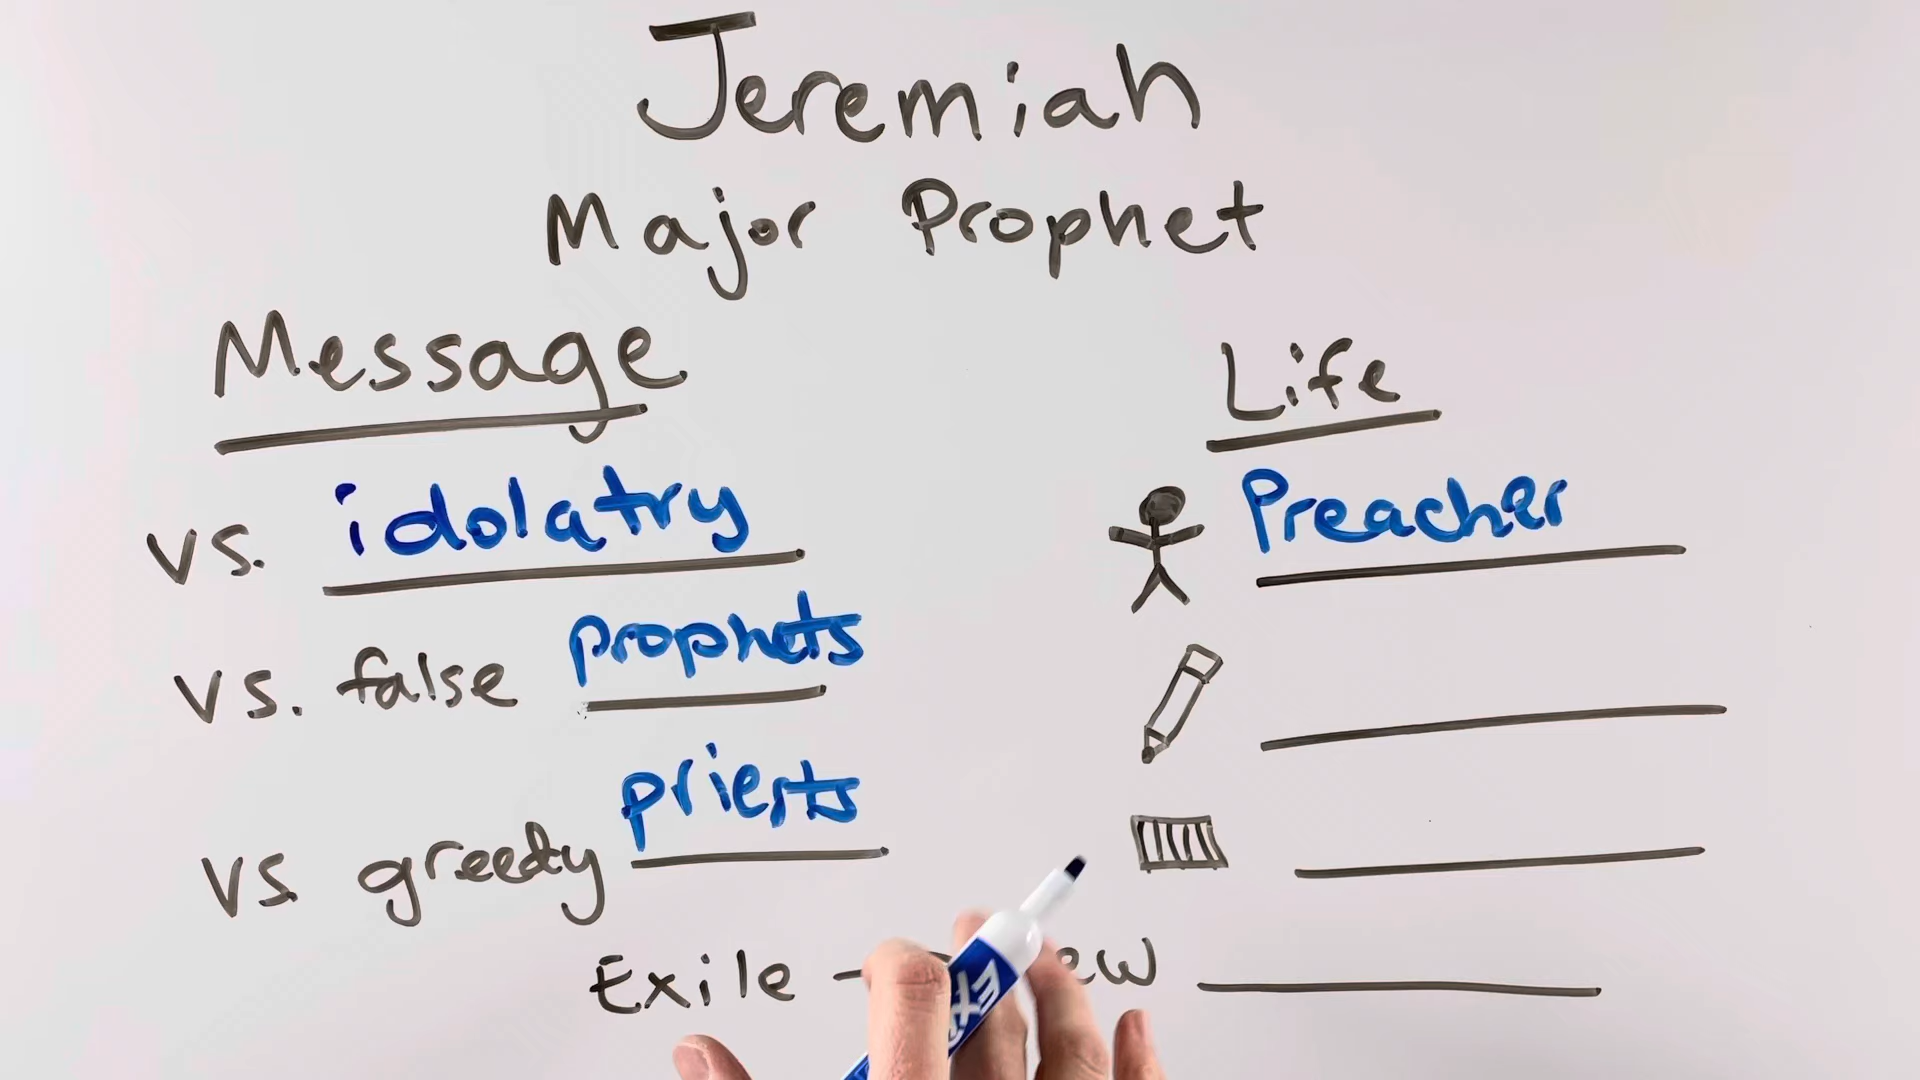 Jeremiah
Major Prophet
Message
vs. idolatry
vs. false prophets
vs greedy priests
Life
Preacher
Exile